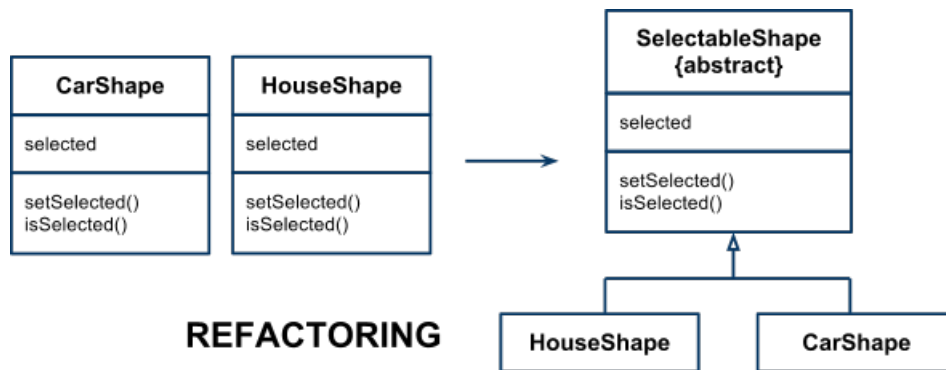 CarShape
selected
setSelected()
isSelected()
HouseShape
selected
setSelected()
isSelected()
SelectableShape
{abstract}
selected
setSelected()
isSelected()
REFACTORING
HouseShape
CarShape